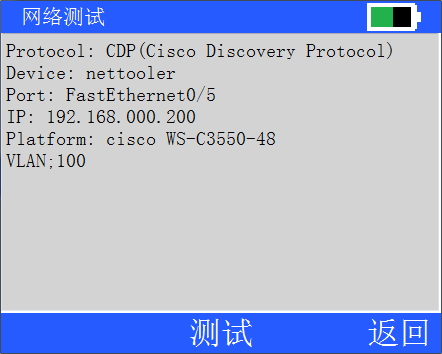 网络测试
Protocol: CDP(Cisco Discovery Protocol)
Device: nettooler
Port: FastEthernet0/5
IP: 192.168.000.200
Platform: cisco WS-C3550-48
VLAN;100
测试
返回